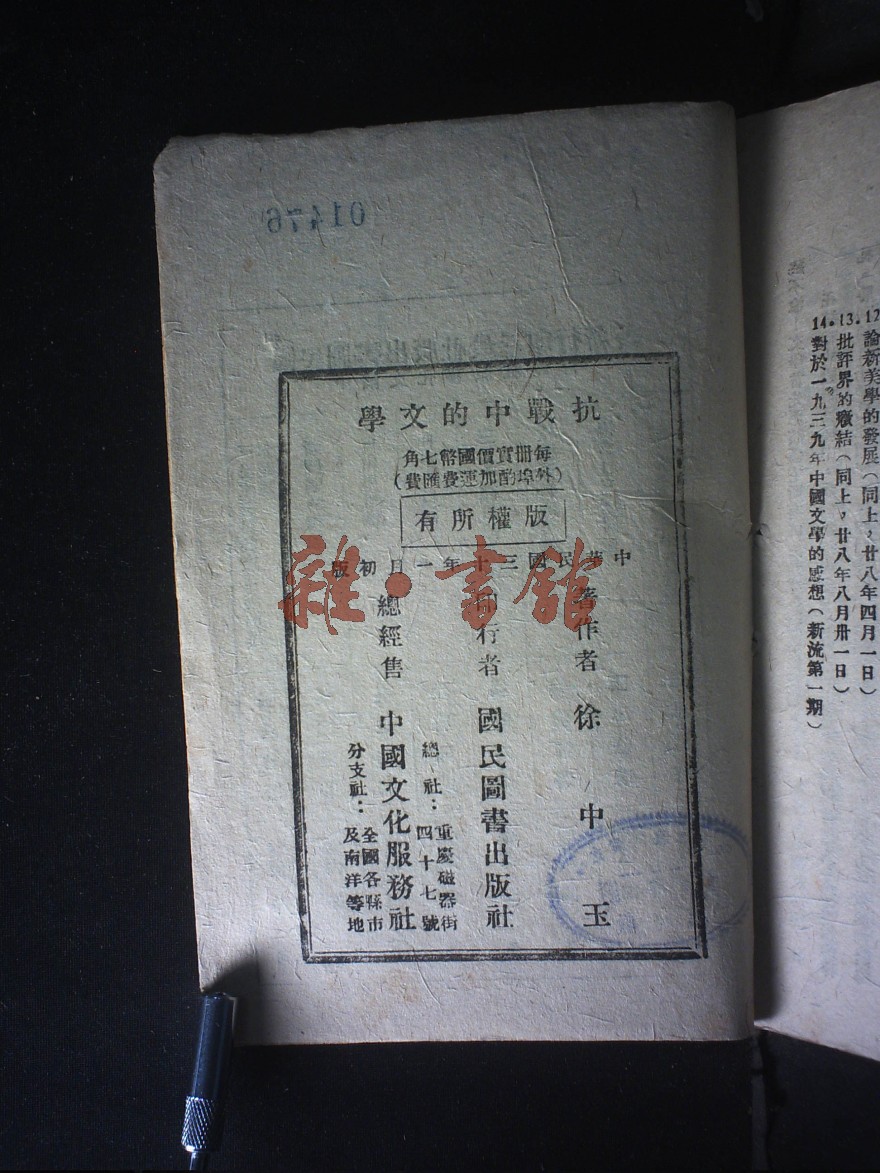 01476
抗戰中的文學
每册實價國幣七角
(外埠酌加運費匯費)
版權所有
中華民國三十年一月初版
著作者 徐中玉
印行者 國民圖書出版社
總經售 中國文化服務社
總社：重慶磁器街四十七號
分支社：全國各縣市及南洋等地
雜·書館
12
論新美學的發展(同上，廿八年四月一日)
13.批評界的癥結(同上，廿八年八月卅一日)
14.對於一九三九年中國文學的感想(新流第一期)